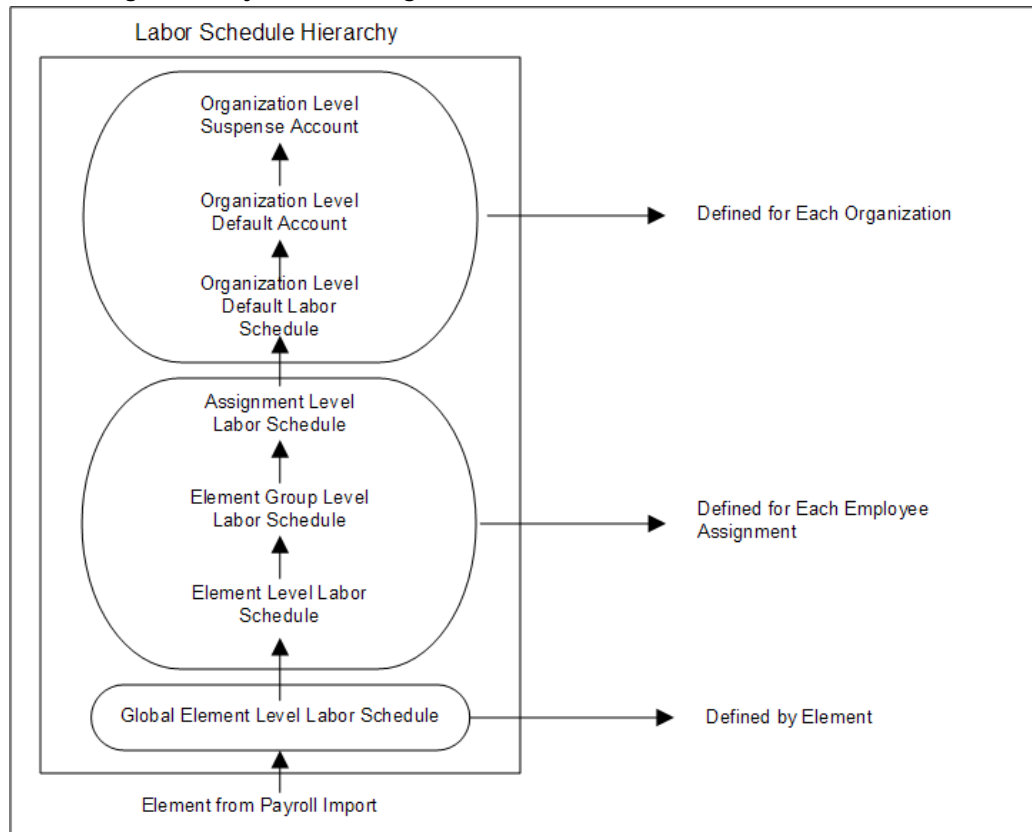 Labor Schedule Hierarchy
Organization Level
Suspense Account
Organization Level
Default Account
Organization Level
Default Labor
Schedule
Defined for Each Organization
Assignment Level
Labor Schedule
Element Group Level
Labor Schedule
Element Level Labor
Schedule
Defined for Each Employee
Assignment
Global Element Level Labor Schedule
Defined by Element
Element from Payroll Import